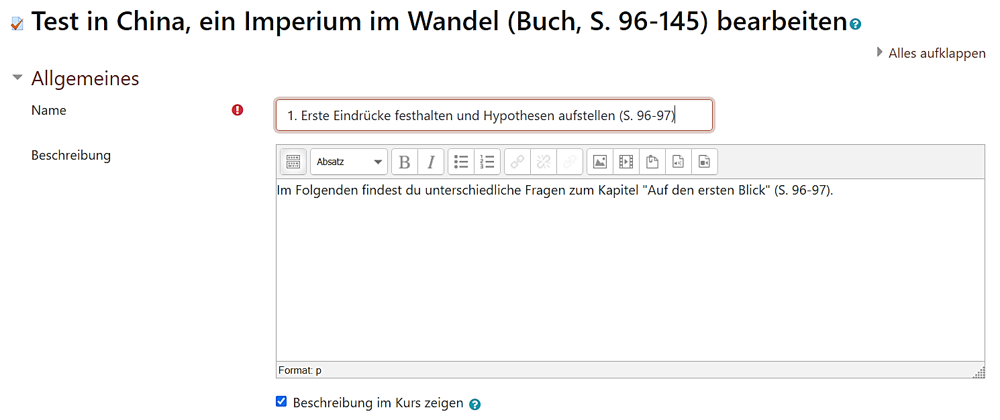 Test in China, ein Imperium im Wandel (Buch, S. 96-145) bearbeiten
Alles aufklappen
Allgemeines
Name
1. Erste Eindrücke festhalten und Hypothesen aufstellen (S. 96-97)
Beschreibung
Absatz
B I
Im Folgenden findest du unterschiedliche Fragen zum Kapitel "Auf den ersten Blick" (S. 96-97).
Format: p
Beschreibung im Kurs zeigen